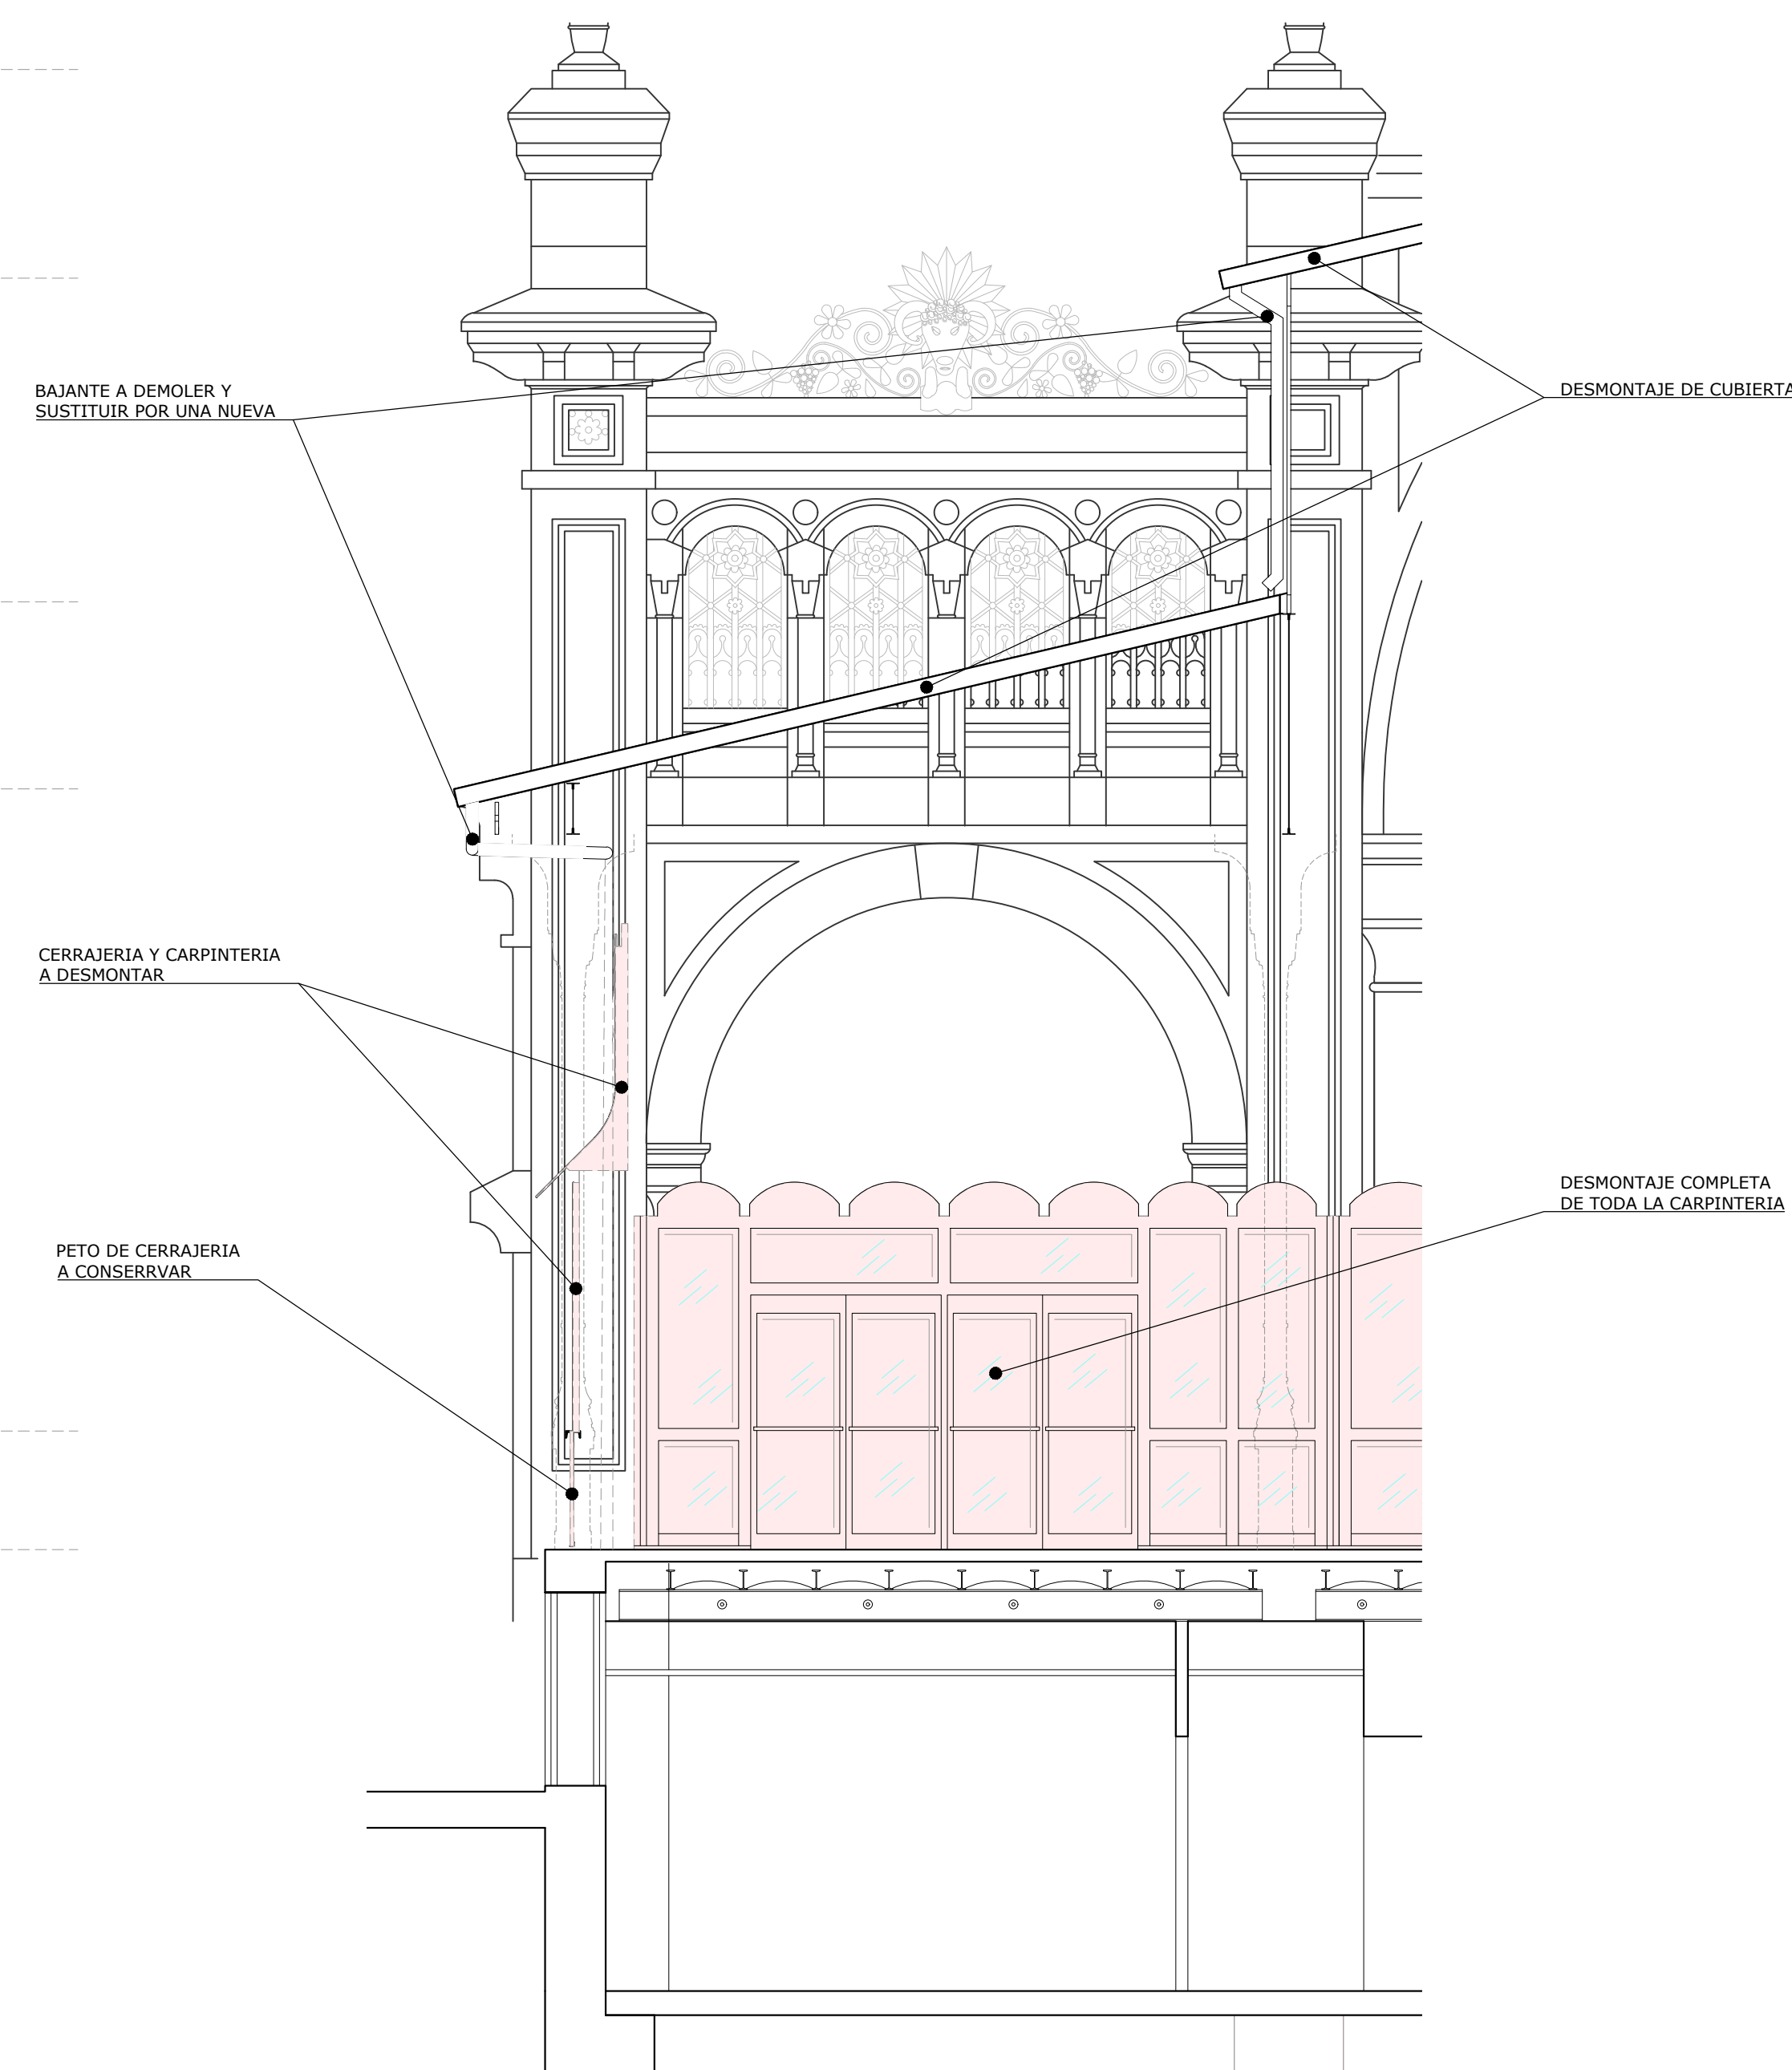 BAJANTE A DEMOLER Y
SUSTITUIR POR UNA NUEVA
DESMONTAJE DE CUBIERTA
CERRAJERIA Y CARPINTERIA
A DESMONTAR
DESMONTAJE COMPLETA
DE TODA LA CARPINTERIA
PETO DE CERRAJERIA
A CONSERRVAR